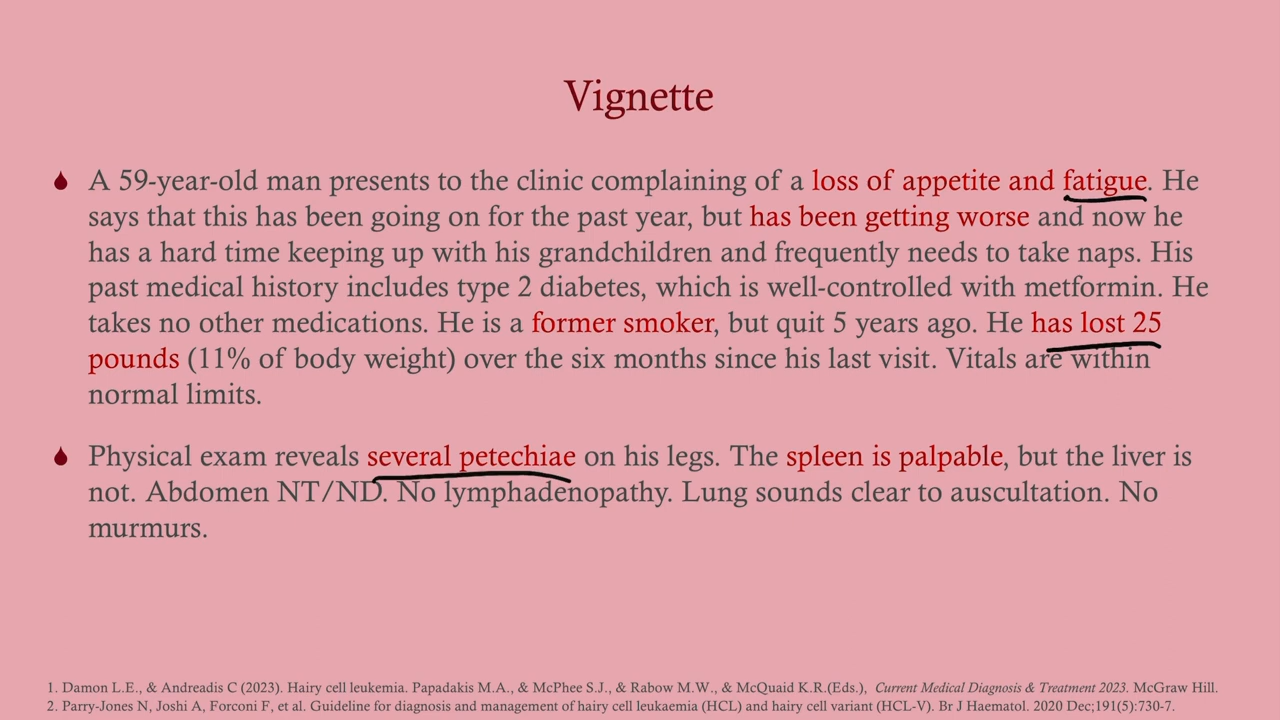 Vignette
A 59-year-old man presents to the clinic complaining of a loss of appetite and fatigue. He
says that this has been going on for the past year, but has been getting worse and now he
has a hard time keeping up with his grandchildren and frequently needs to take naps. His
past medical history includes type 2 diabetes, which is well-controlled with metformin. He
takes no other medications. He is a former smoker, but quit 5 years ago. He has lost 25
pounds (11% of body weight) over the six months since his last visit. Vitals are within
normal limits.
Physical exam reveals several petechiae on his legs. The spleen is palpable, but the liver is
not. Abdomen NT/ND. No lymphadenopathy. Lung sounds clear to auscultation. No
murmurs.
1. Damon L.E., & Andreadis C (2023). Hairy cell leukemia. Papadakis M.A., & McPhee S.J., & Rabow M.W., & McQuaid K.R.(Eds.), Current Medical Diagnosis & Treatment 2023. McGraw Hill.
2. Parry-Jones N, Joshi A, Forconi F, et al. Guideline for diagnosis and management of hairy cell leukaemia (HCL) and hairy cell variant (HCL-V). Br J Haematol. 2020 Dec;191(5):730-7.